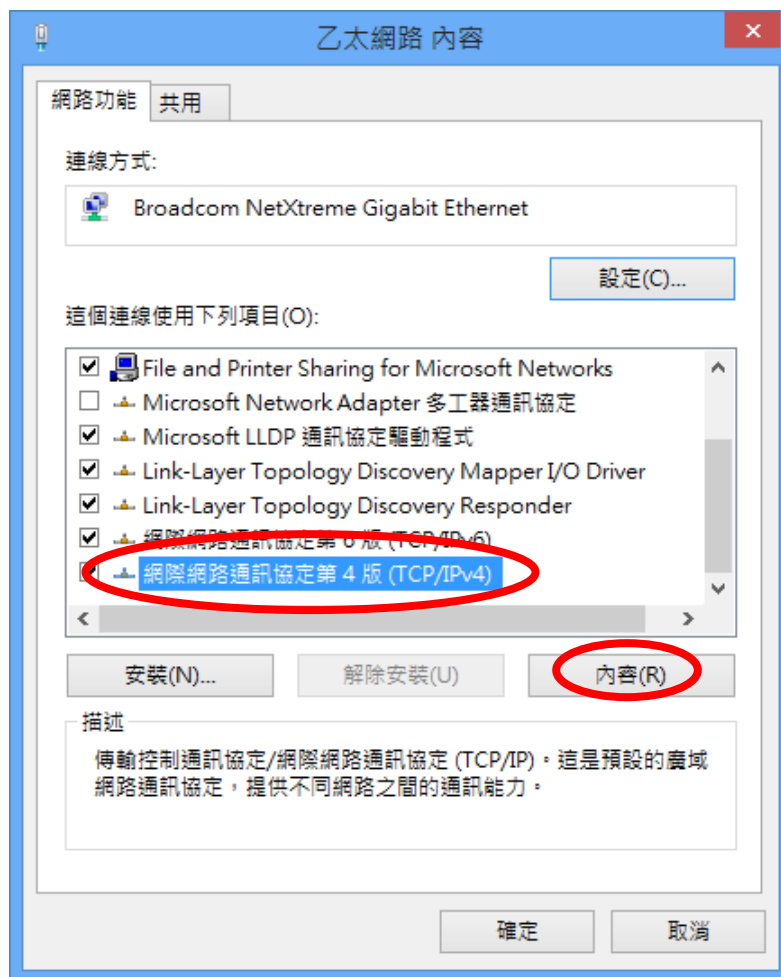 乙太網路 內容
網路功能
共用
連線方式:
Broadcom NetXtreme Gigabit Ethernet
設定(C)...
這個連線使用下列項目(O):
File and Printer Sharing for Microsoft Networks
Microsoft Network Adapter 多工器通訊協定
Microsoft LLDP 通訊協定驅動程式
Link-Layer Topology Discovery Mapper I/O Driver
Link-Layer Topology Discovery Responder
網際網路通訊協定第 6 版 (TCP/IPv6)
網際網路通訊協定第 4 版 (TCP/IPv4)
安裝(N)...
解除安裝(U)
內容(R)
描述
傳輸控制通訊協定/網際網路通訊協定 (TCP/IP)。這是預設的廣域
網路通訊協定，提供不同網路之間的通訊能力。
確定
取消